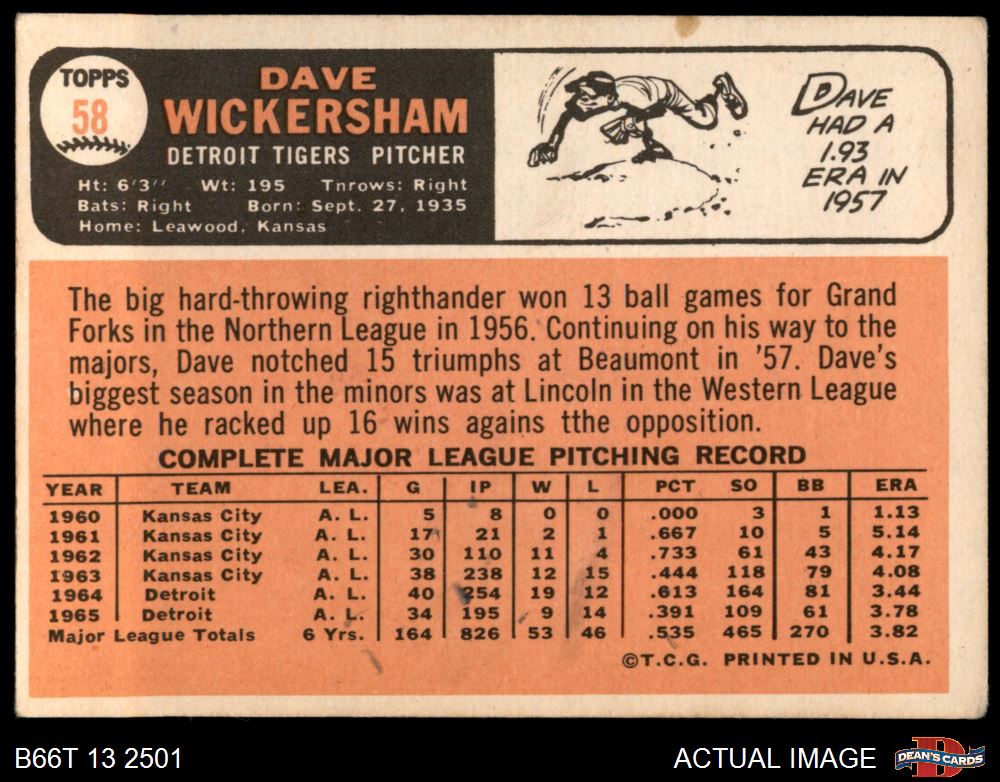 TOPPS
58
DAVE
WICKERSHAM
DETROIT TIGERS PITCHER
Ht: 6'3" Wt: 195 Tnrows: Right
Bats: Right Born: Sept. 27, 1935
Home: Leawood, Kansas
DAVE
HAD A
1.93
ERA IN
1957
The big hard-throwing righthander won 13 ball games for Grand
Forks in the Northern League in 1956. Continuing on his way to the
majors, Dave notched 15 triumphs at Beaumont in '57. Dave's
biggest season in the minors was at Lincoln in the Western League
where he racked up 16 wins agains tthe opposition.
COMPLETE MAJOR LEAGUE PITCHING RECORD
YEAR TEAM LEA. G IP W L PCT SO BB ERA
1960 Kansas City A. L. 5 8 0 0 .000 3 1 1.13
1961 Kansas City A. L. 17 21 2 1 .667 10 5 5.14
1962 Kansas City A. L. 30 110 11 4 .733 61 43 4.17
1963 Kansas City A. L. 38 238 12 15 .444 118 79 4.08
1964 Detroit A. L. 40 254 19 12 .613 164 81 3.44
1965 Detroit A. L. 34 195 9 14 .391 109 61 3.78
Major League Totals 6 Yrs. 164 826 53 46 .535 465 270 3.82
©T.C.G. PRINTED IN U.S.A.
B66T 13 2501
ACTUAL IMAGE
D
DEAN'S CARDS